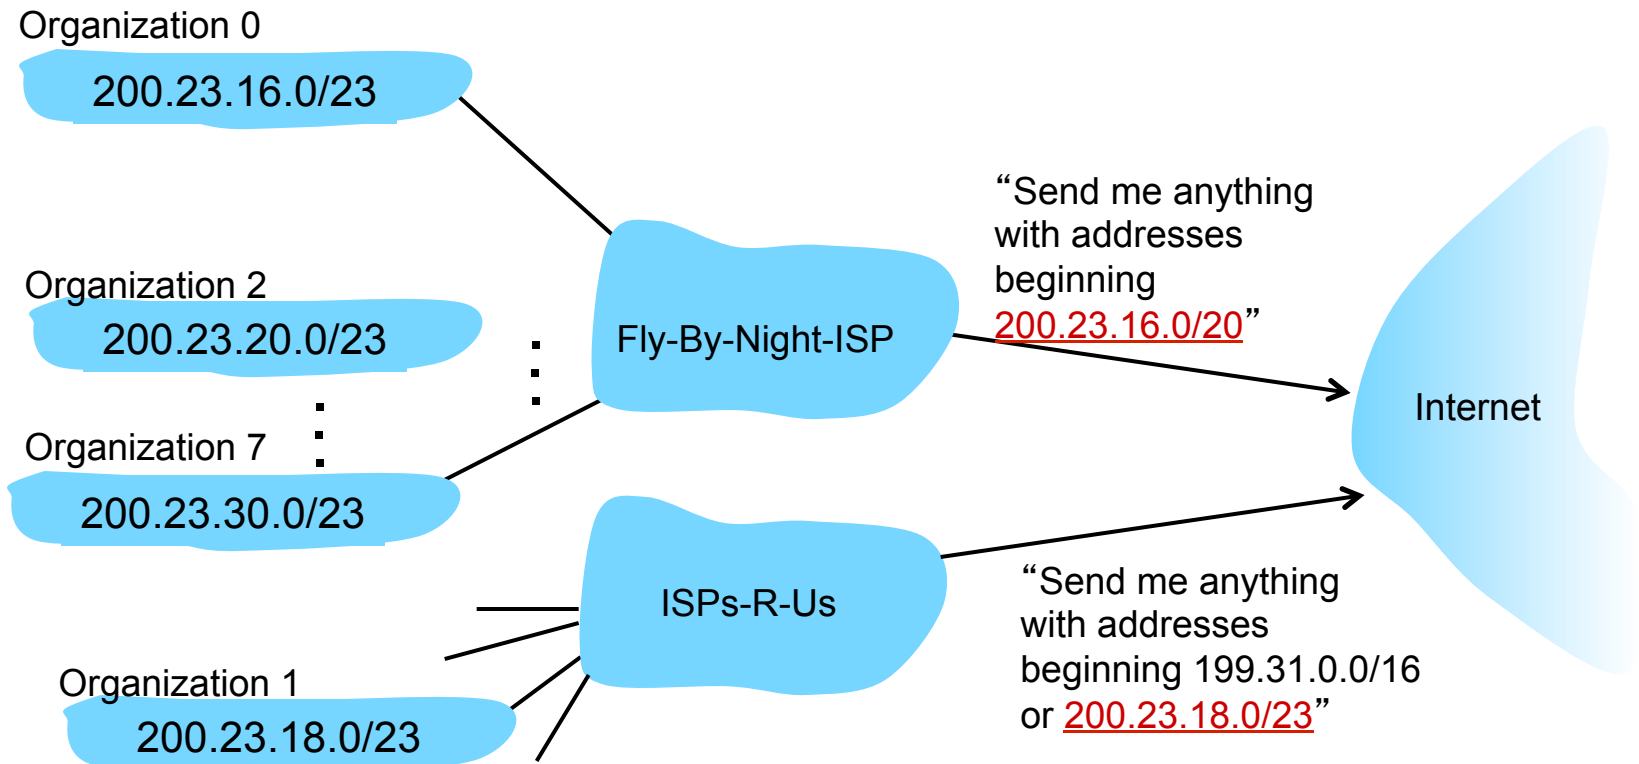 Organization 0
200.23.16.0/23
Organization 2
200.23.20.0/23
Organization 7
200.23.30.0/23
Fly-By-Night-ISP
“Send me anything
with addresses
beginning
200.23.16.0/20”
Internet
ISPs-R-Us
Organization 1
200.23.18.0/23
“Send me anything
with addresses
beginning 199.31.0.0/16
or 200.23.18.0/23”